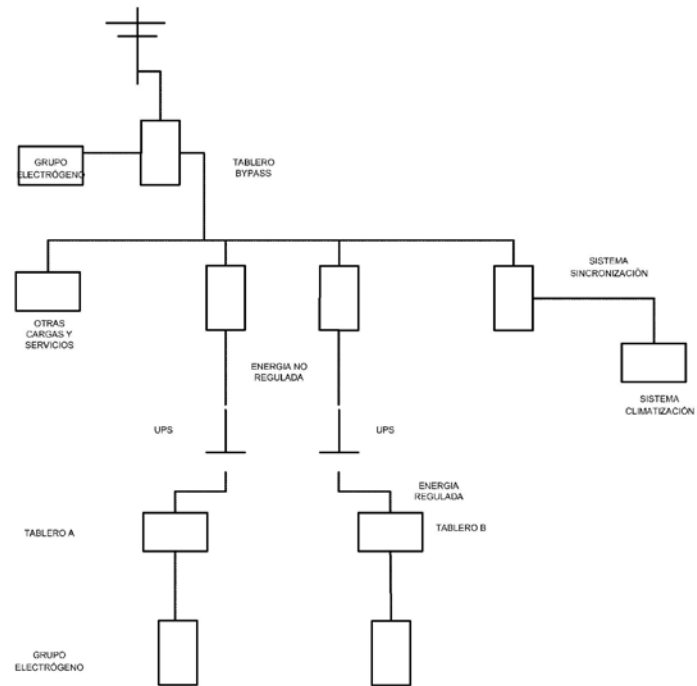 GRUPO
ELECTRÓGENO
TABLERO
BYPASS
SISTEMA
SINCRONIZACIÓN
OTRAS
CARGAS Y
SERVICIOS
ENERGIA NO
REGULADA
SISTEMA
CLIMATIZACIÓN
UPS
UPS
ENERGIA
REGULADA
TABLERO A
TABLERO B
GRUPO
ELECTRÓGENO